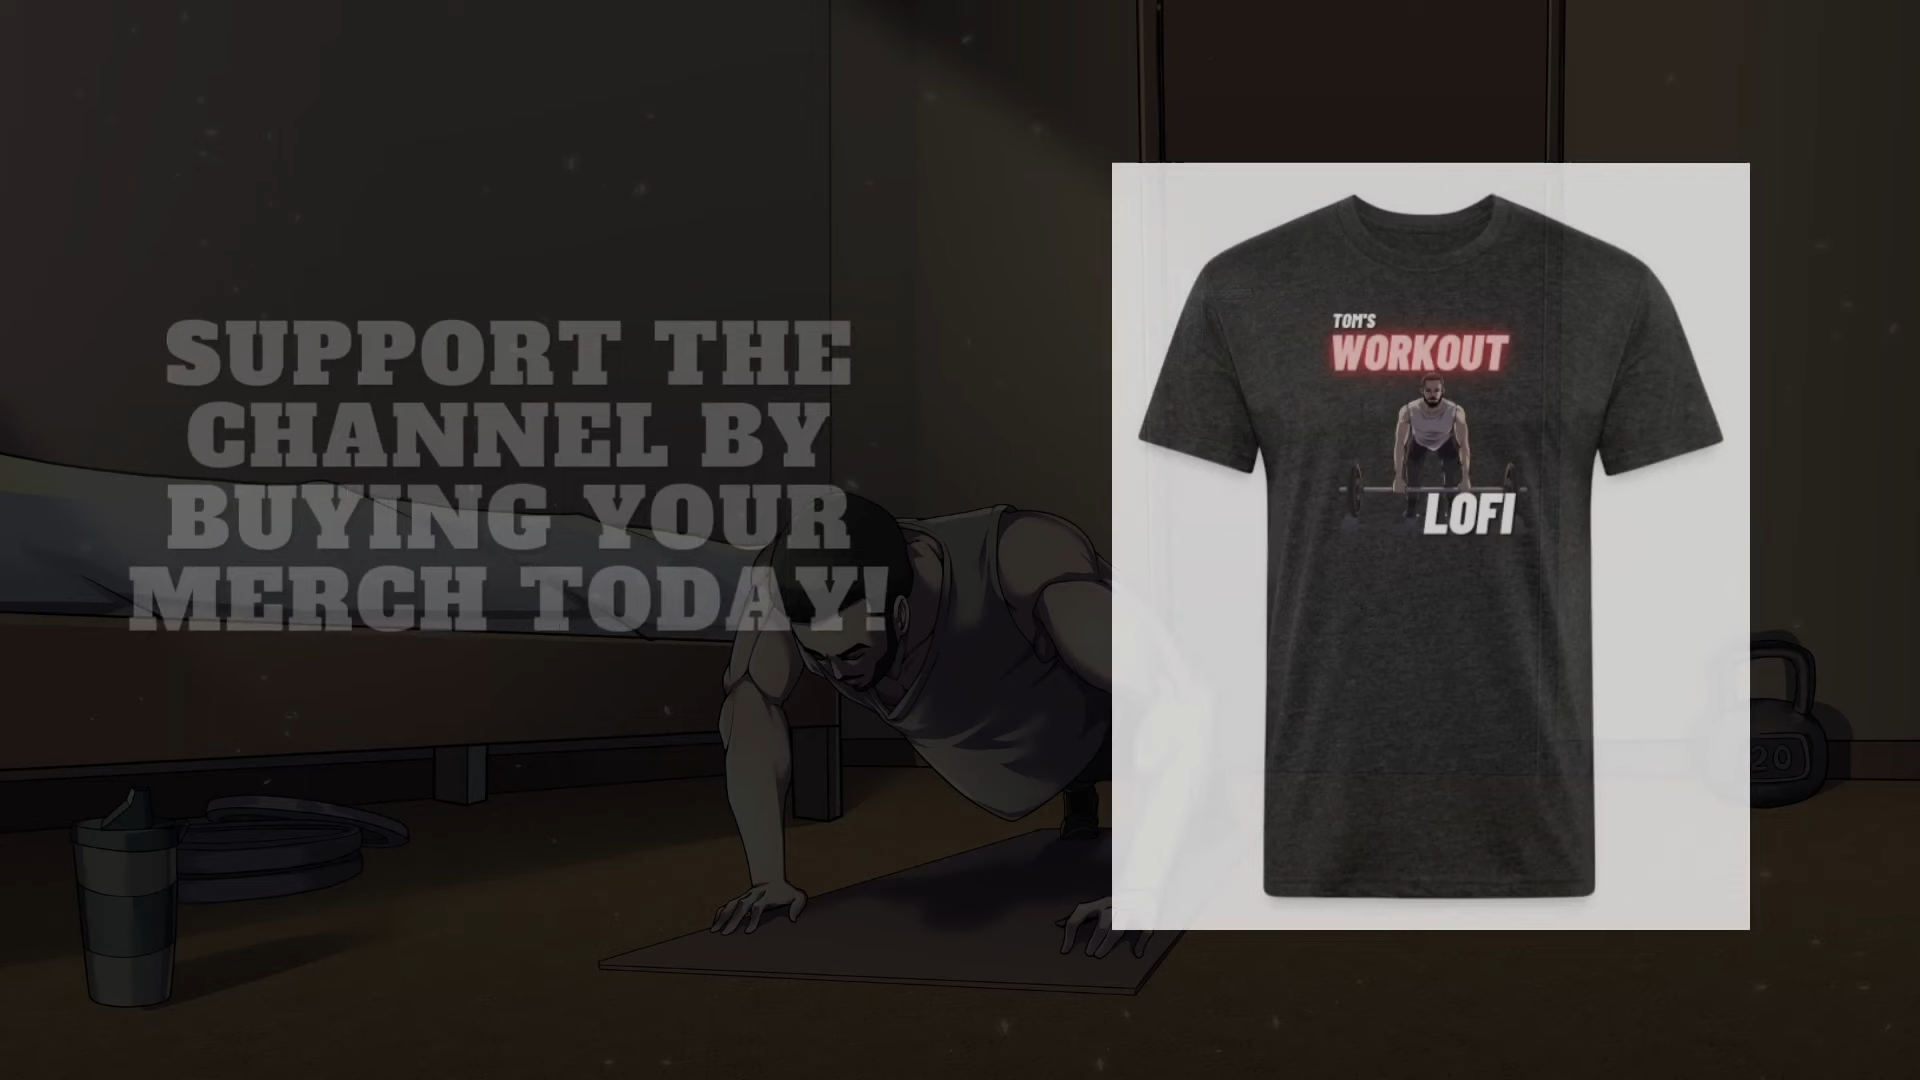 SUPPORT THE
CHANNEL BY
BUYING YOUR
MERCH TODAY!
TOM'S
WORKOUT
LOFI
20